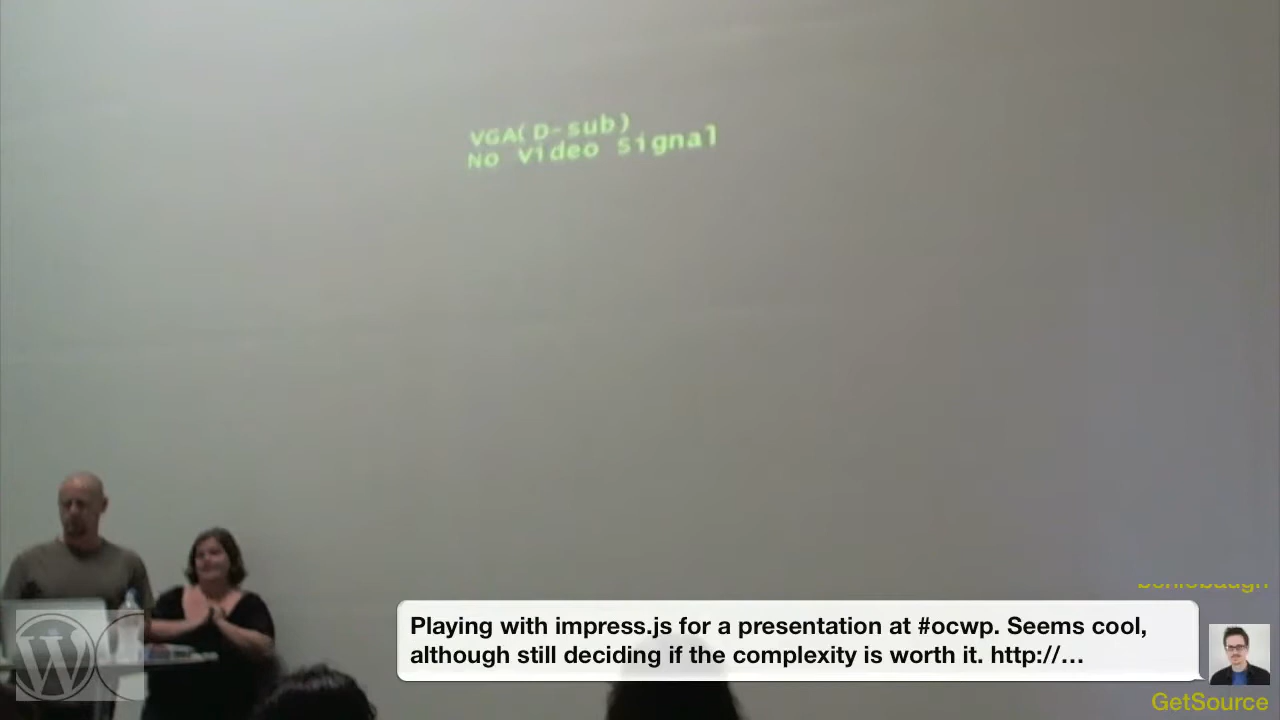 VGA(D-sub)
No Video Signal
Playing with impress.js for a presentation at #ocwp. Seems cool,
although still deciding if the complexity is worth it. http://…
GetSource